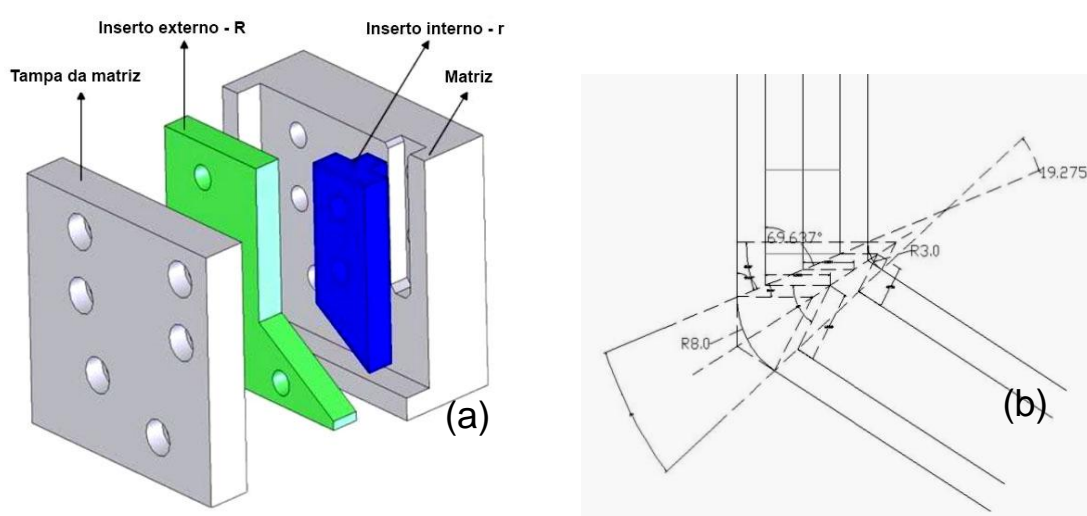 Inserto externo - R
Inserto interno - r
Tampa da matriz
Matriz
(a)
19.275
69.637°
R3.0
R8.0
(b)